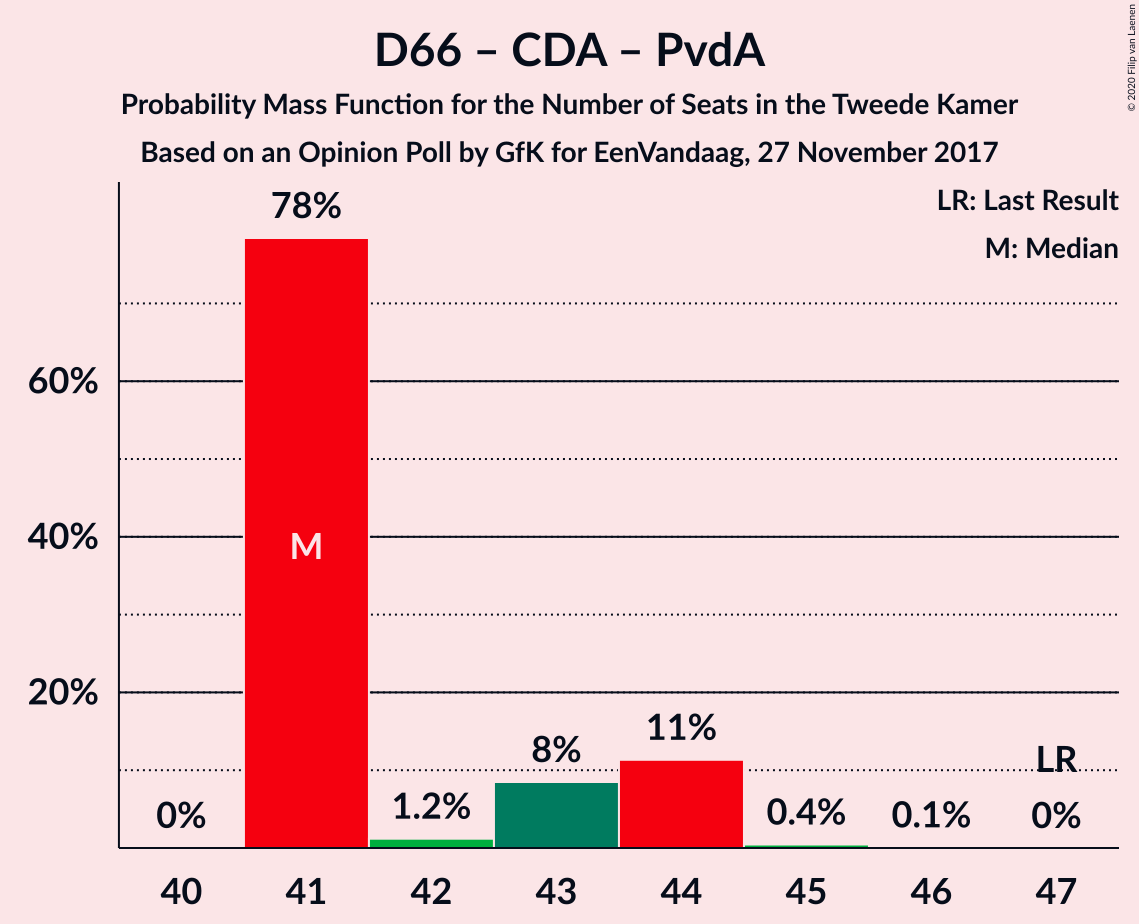 D66 – CDA – PvdA
Probability Mass Function for the Number of Seats in the Tweede Kamer
Based on an Opinion Poll by GfK for EenVandaag, 27 November 2017
© 2020 Filip van Laenen
LR: Last Result
M: Median
78%
60%
M
40%
20%
11%
8%
LR
1.2%
0%
0.4%
0.1%
0%
40 41 42 43 44 45 46 47